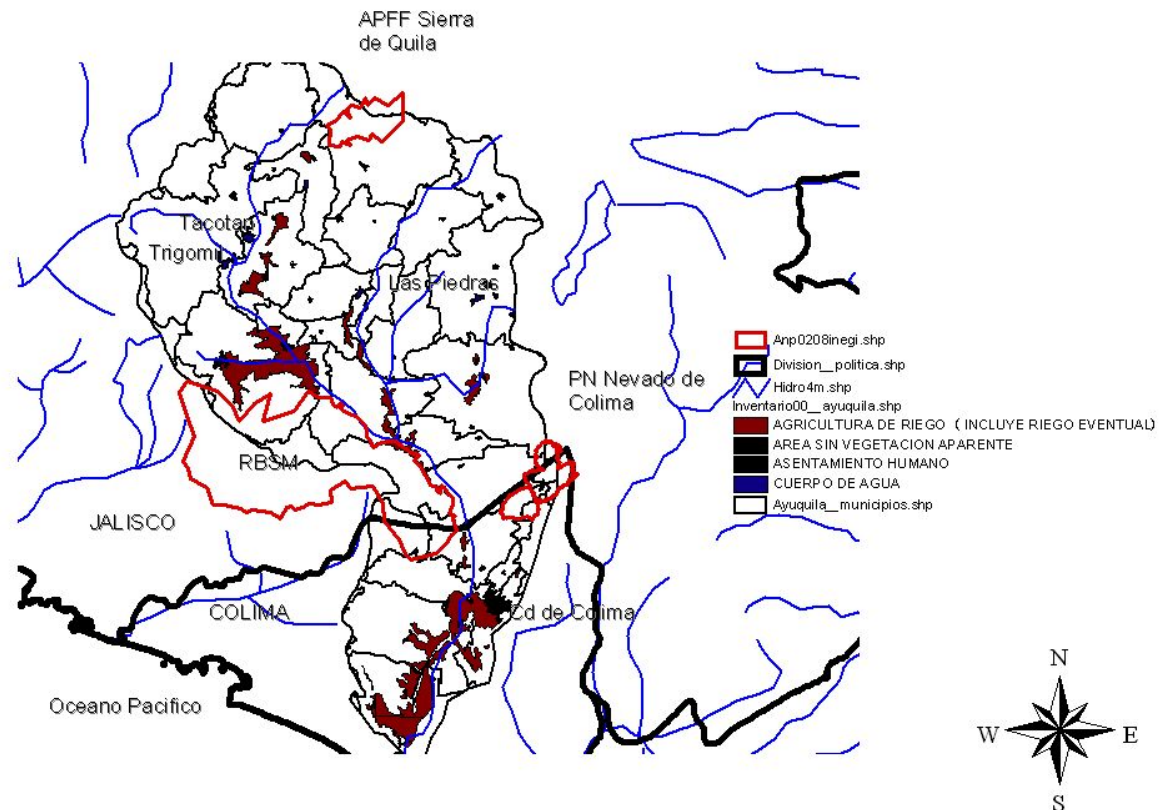 APFF Sierra
de Quila
Tacotan
Trigomil
Las Piedras
PN Nevado de
Colima
RBSM
JALISCO
COLIMA
Cd de Colima
Oceano Pacifico
Anp0208inegi.shp
Division_politica.shp
Hidro4m.shp
Inventario00__ayuquila.shp
AGRICULTURA DE RIEGO ( INCLUYE RIEGO EVENTUAL)
AREA SIN VEGETACION APARENTE
ASENTAMIENTO HUMANO
CUERPO DE AGUA
Ayuquila__municipios.shp
N
W
E
S